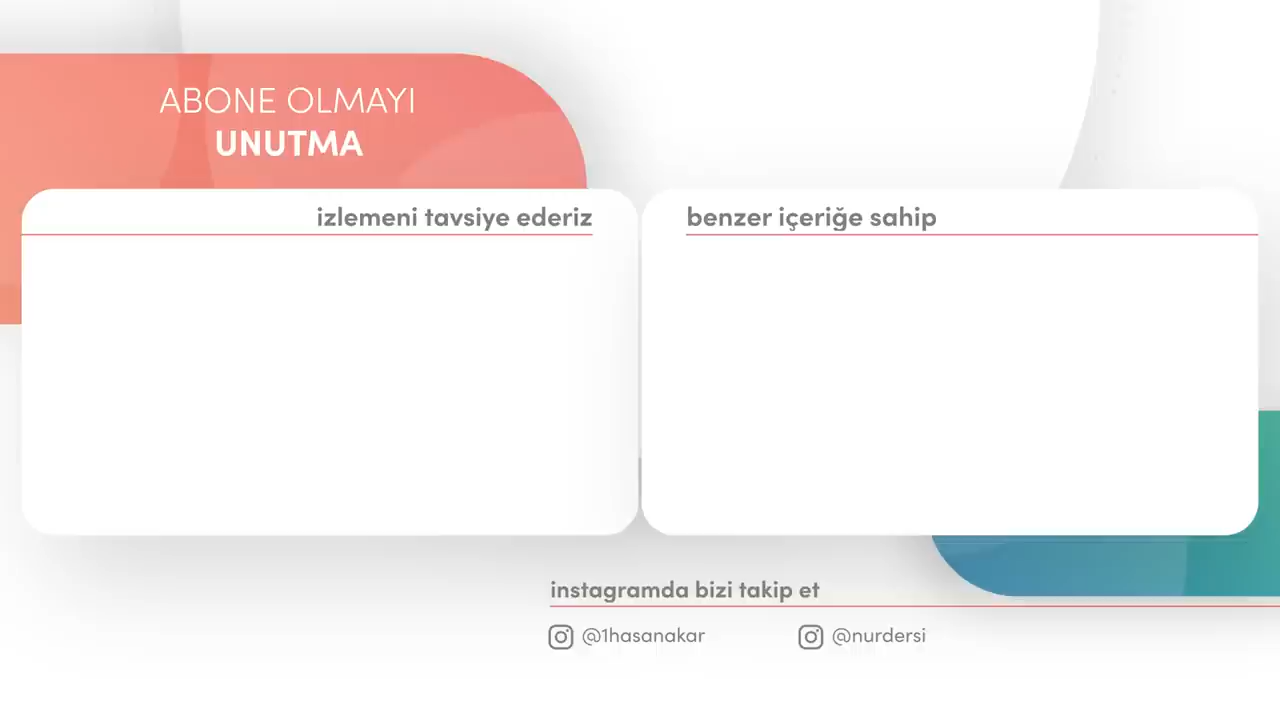 ABONE OLMAYI
UNUTMA
izlemeni tavsiye ederiz
benzer içeriğe sahip
instagramda bizi takip et
@1hasanakar
@nurdersi